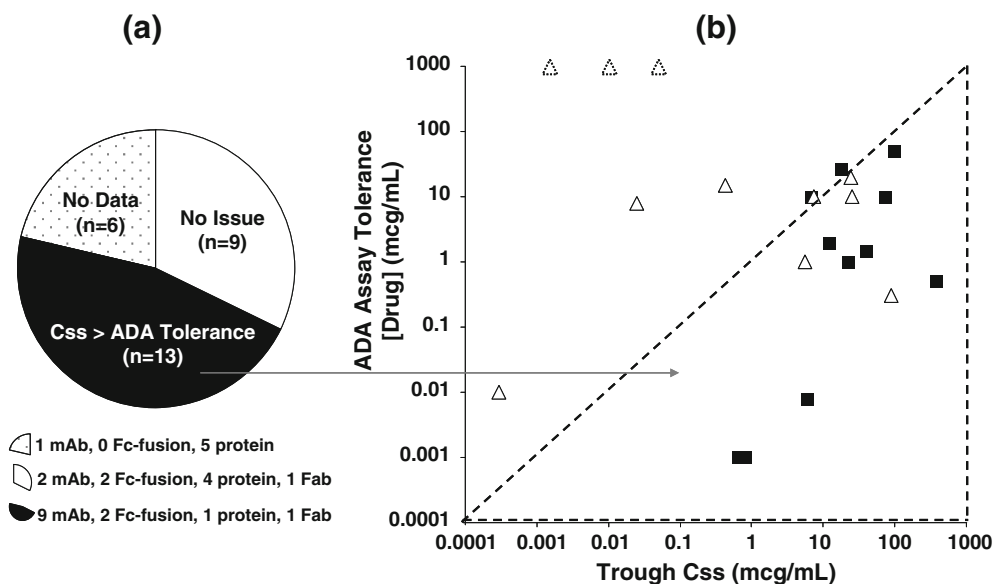 (a)
No Data
(n=6)
No Issue
(n=9)
Css > ADA Tolerance
(n=13)
1 mAb, 0 Fc-fusion, 5 protein
2 mAb, 2 Fc-fusion, 4 protein, 1 Fab
9 mAb, 2 Fc-fusion, 1 protein, 1 Fab
(b)
ADA Assay Tolerance
[Drug] (mcg/mL)
1000
100
10
1
0.1
0.01
0.001
0.0001
0.0001 0.001 0.01 0.1 1 10 100 1000
Trough Css (mcg/mL)